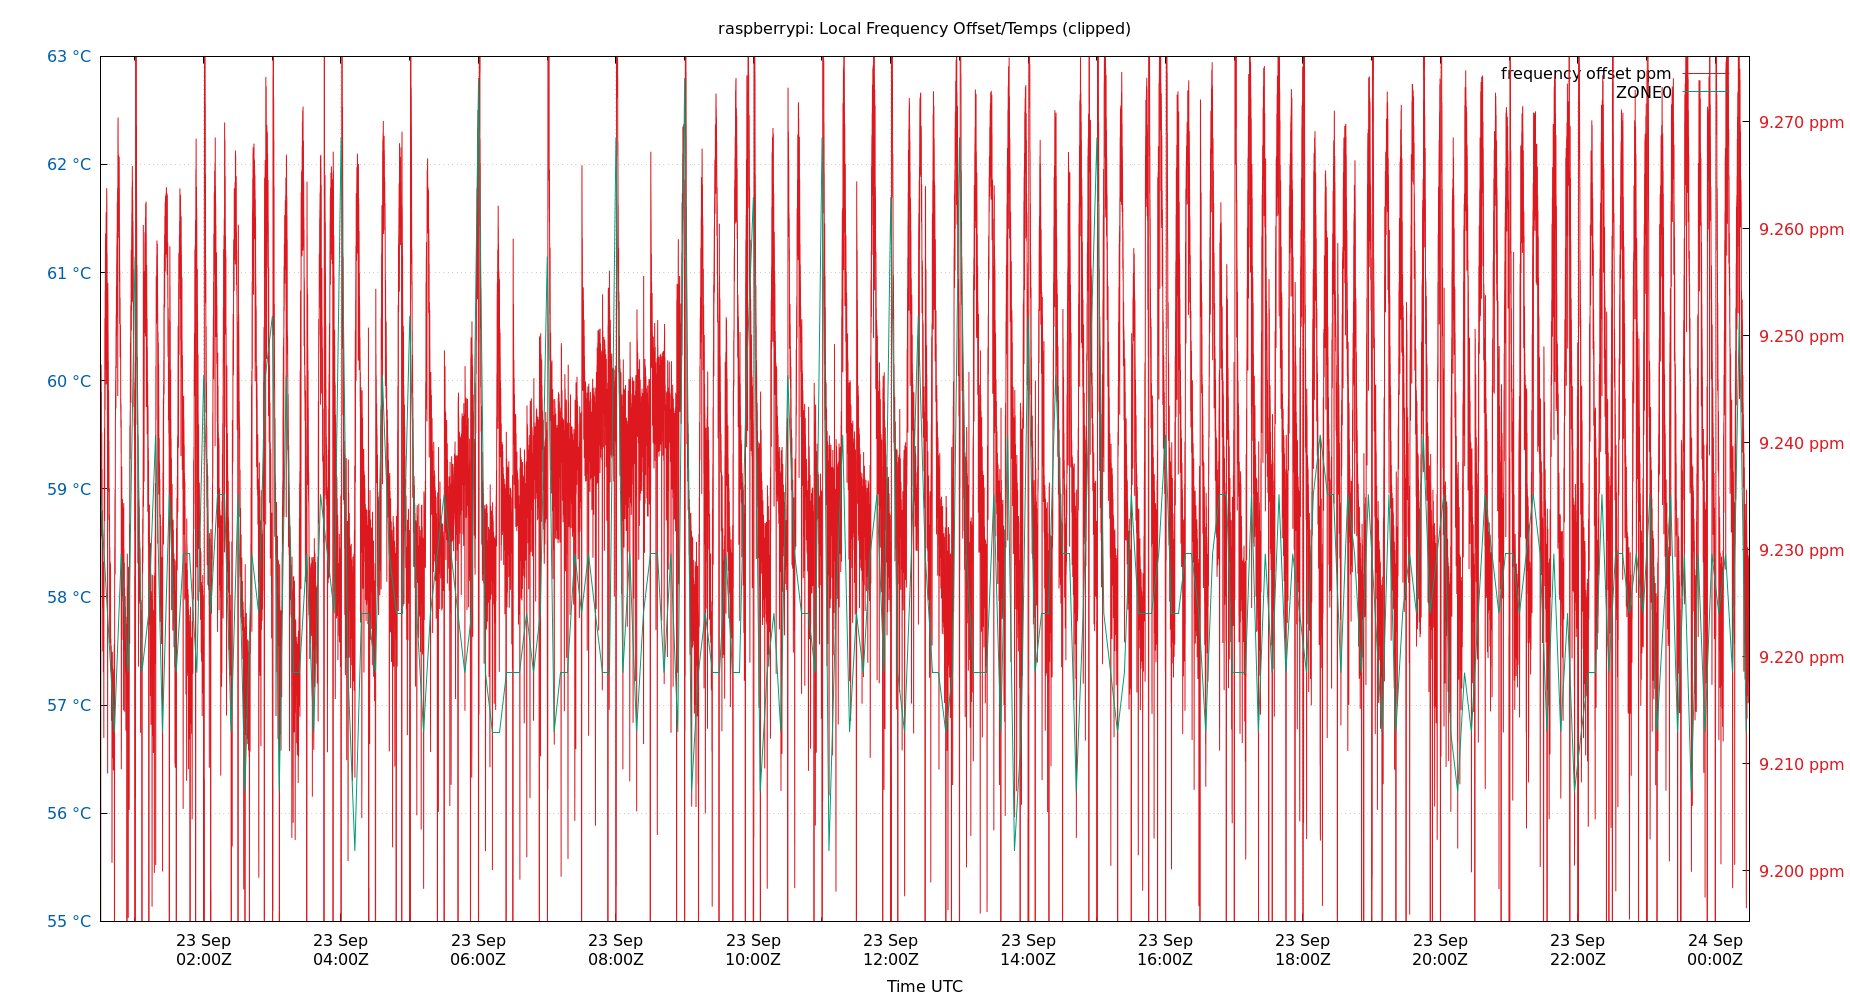 raspberrypi: Local Frequency Offset/Temps (clipped)
63 °C
62 °C
61 °C
60 °C
59 °C
58 °C
57 °C
56 °C
55 °C
frequency offset ppm
ZONE0
9.270 ppm
9.260 ppm
9.250 ppm
9.240 ppm
9.230 ppm
9.220 ppm
9.210 ppm
9.200 ppm
23 Sep 23 Sep 23 Sep 23 Sep 23 Sep 23 Sep 23 Sep 23 Sep 23 Sep 23 Sep 23 Sep 24 Sep
02:00Z 04:00Z 06:00Z 08:00Z 10:00Z 12:00Z 14:00Z 16:00Z 18:00Z 20:00Z 22:00Z 00:00Z
Time UTC